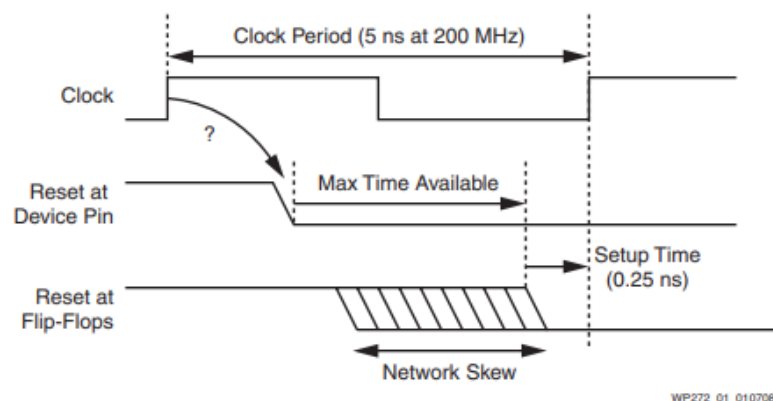 Clock Period (5 ns at 200 MHz)
Clock
?
Reset at
Device Pin
Max Time Available
Setup Time
(0.25 ns)
Reset at
Flip-Flops
Network Skew
WP272_01_010708